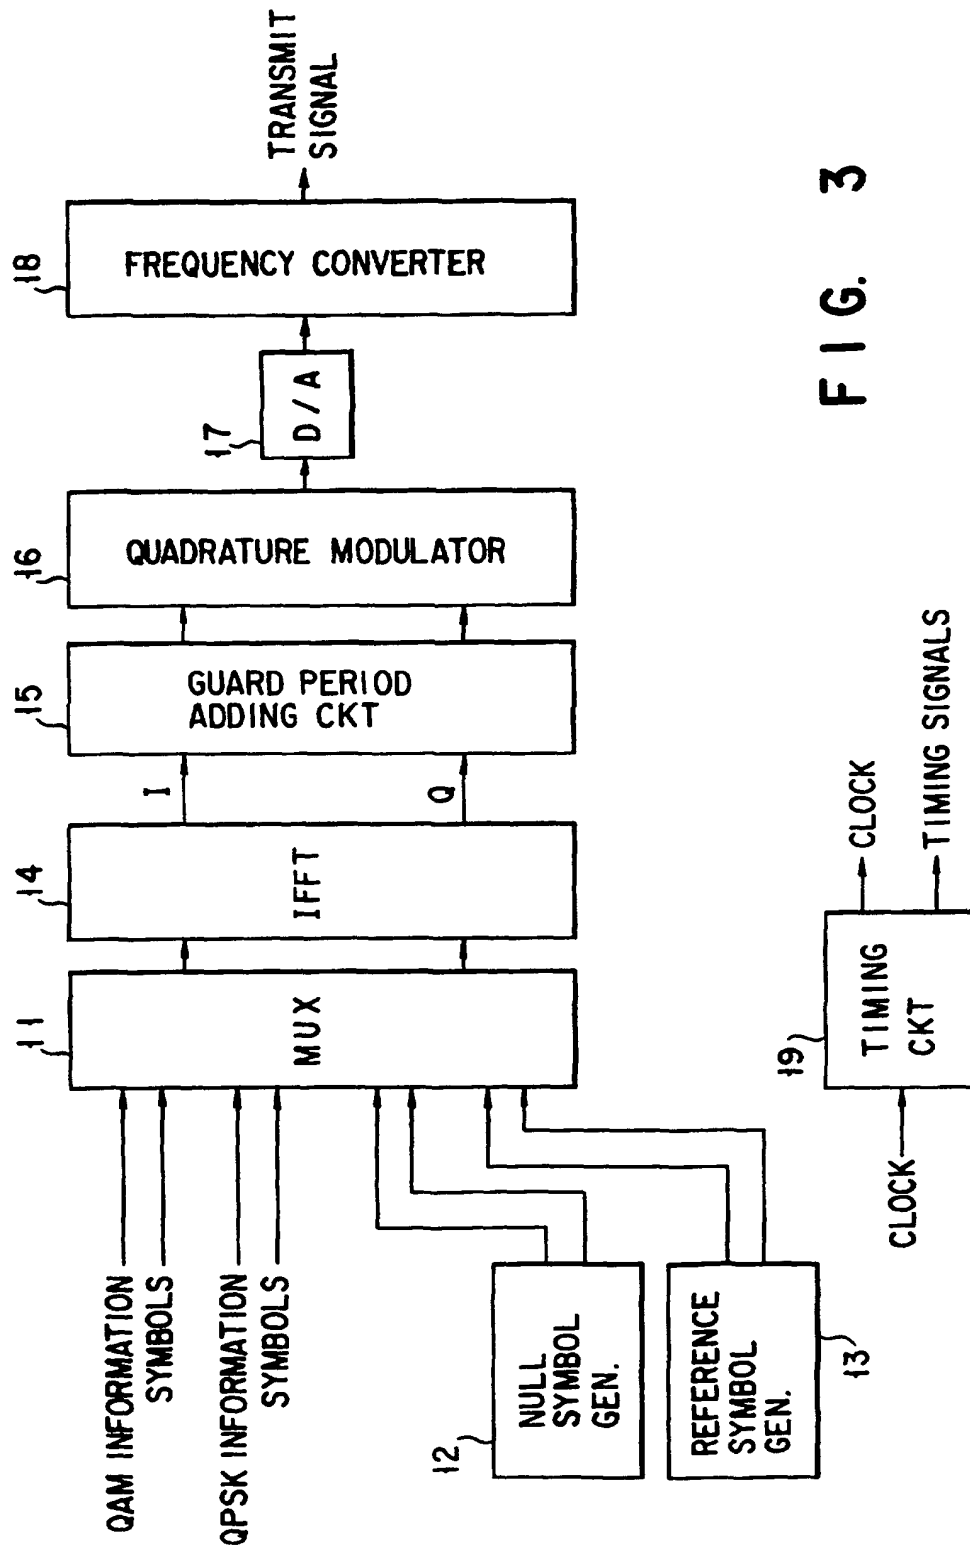 QAM INFORMATION
SYMBOLS
QPSK INFORMATION
SYMBOLS
12
NULL
SYMBOL
GEN.
REFERENCE
SYMBOL
GEN.
13
11
MUX
14
IFFT
I
Q
15
GUARD PERIOD
ADDING CKT
16
QUADRATURE MODULATOR
17
D/A
18
FREQUENCY CONVERTER
TRANSMIT
SIGNAL
CLOCK
19
TIMING
CKT
CLOCK
TIMING SIGNALS
FIG. 3